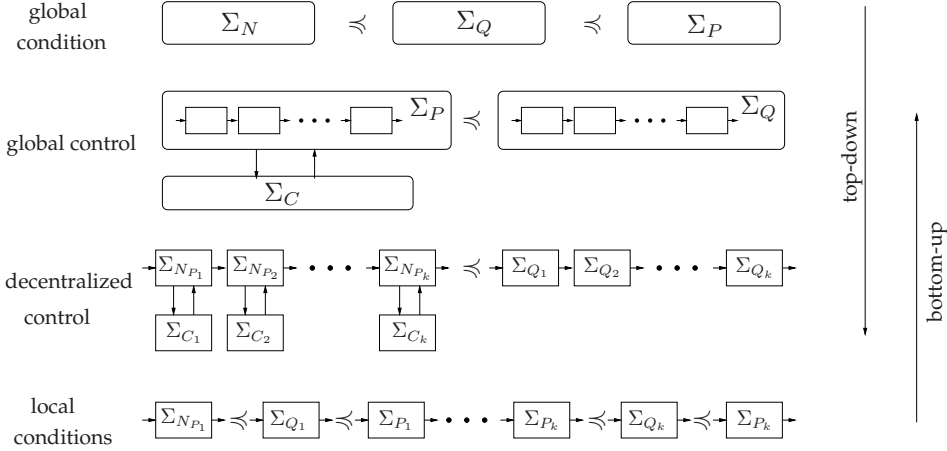 global
condition
Σ_N ≼ Σ_Q ≼ Σ_P
global control
Σ_P ≼ Σ_Q
Σ_C
top-down
bottom-up
decentralized
control
Σ_{N_{P_1}} Σ_{N_{P_2}} • • • Σ_{N_{P_k}} ≼ Σ_{Q_1} Σ_{Q_2} • • • Σ_{Q_k}
Σ_{C_1} Σ_{C_2} Σ_{C_k}
local
conditions
Σ_{N_{P_1}} ≼ Σ_{Q_1} ≼ Σ_{P_1} • • • Σ_{P_k} ≼ Σ_{Q_k} ≼ Σ_{P_k}